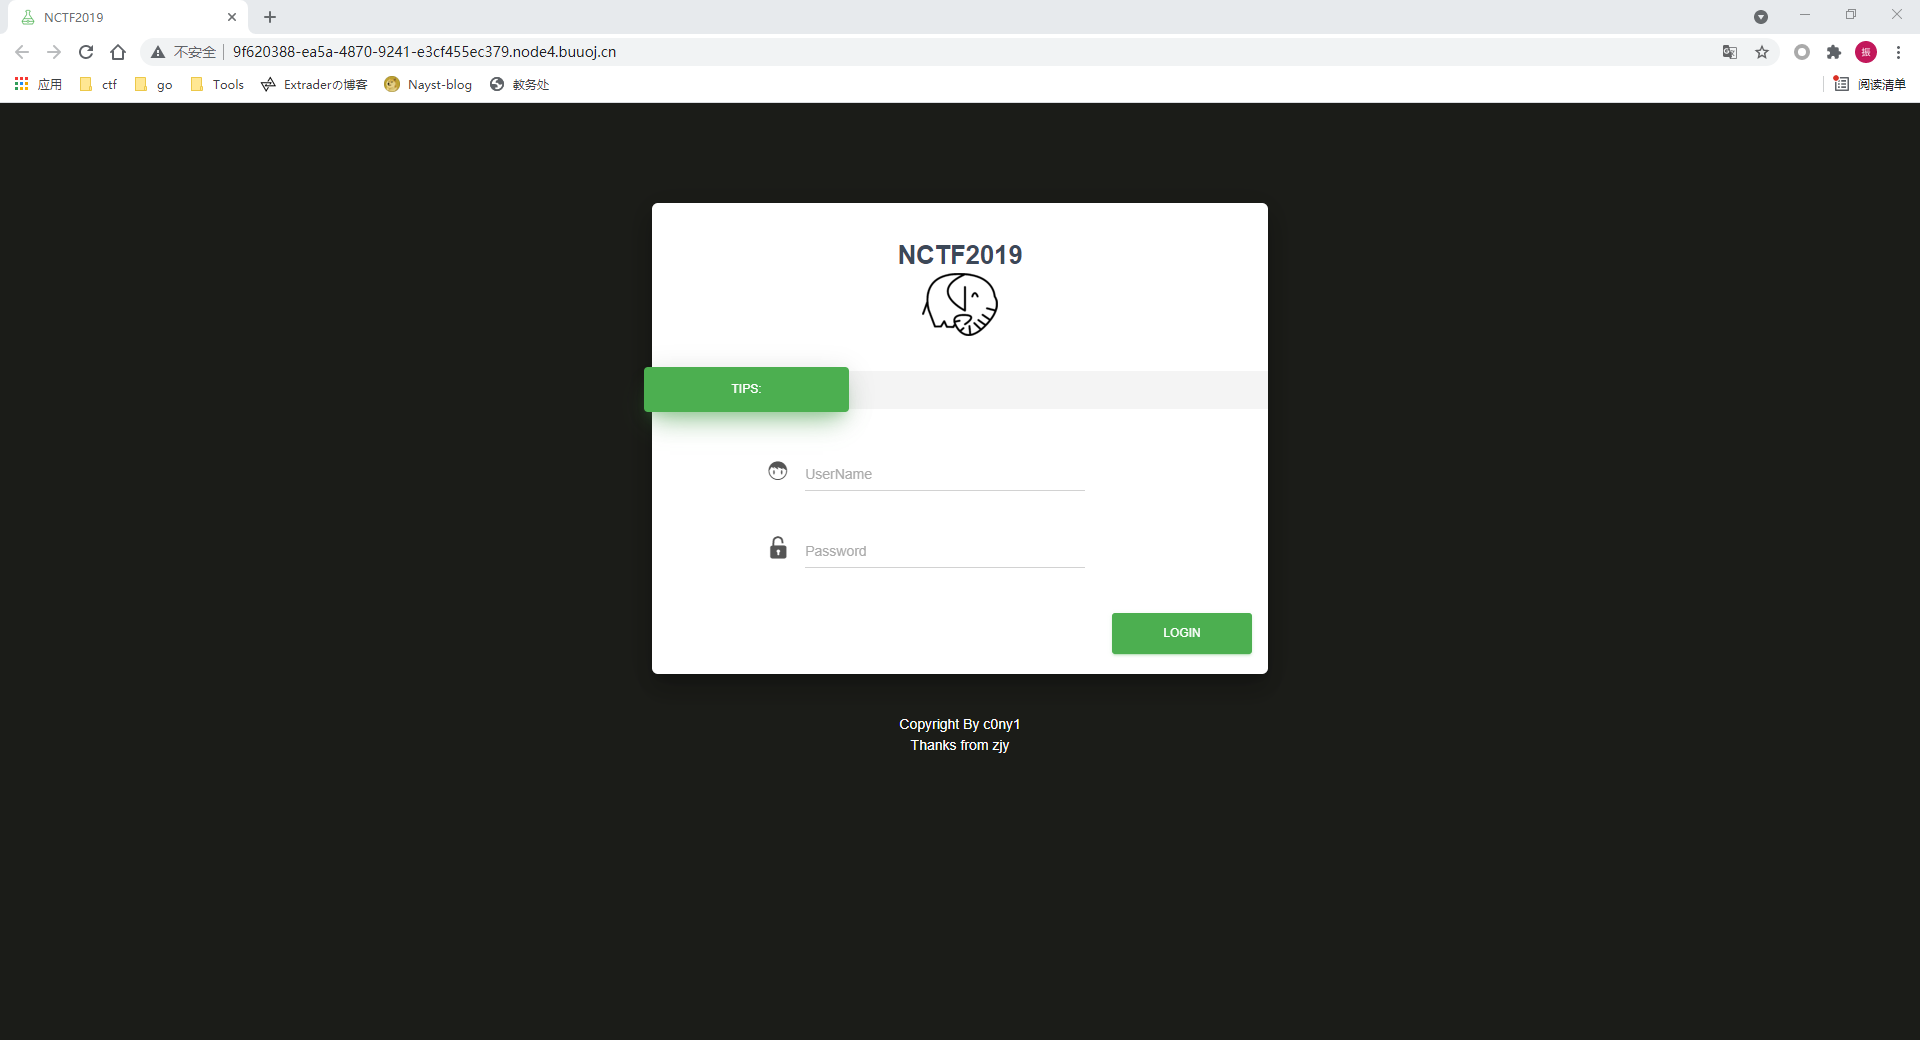 NCTF2019
不安全 9f620388-ea5a-4870-9241-e3cf455ec379.node4.buuoj.cn
振
应用 ctf go Tools Extraderの博客 Nayst-blog 教务处 阅读清单
NCTF2019
TIPS:
UserName
Password
LOGIN
Copyright By c0ny1
Thanks from zjy